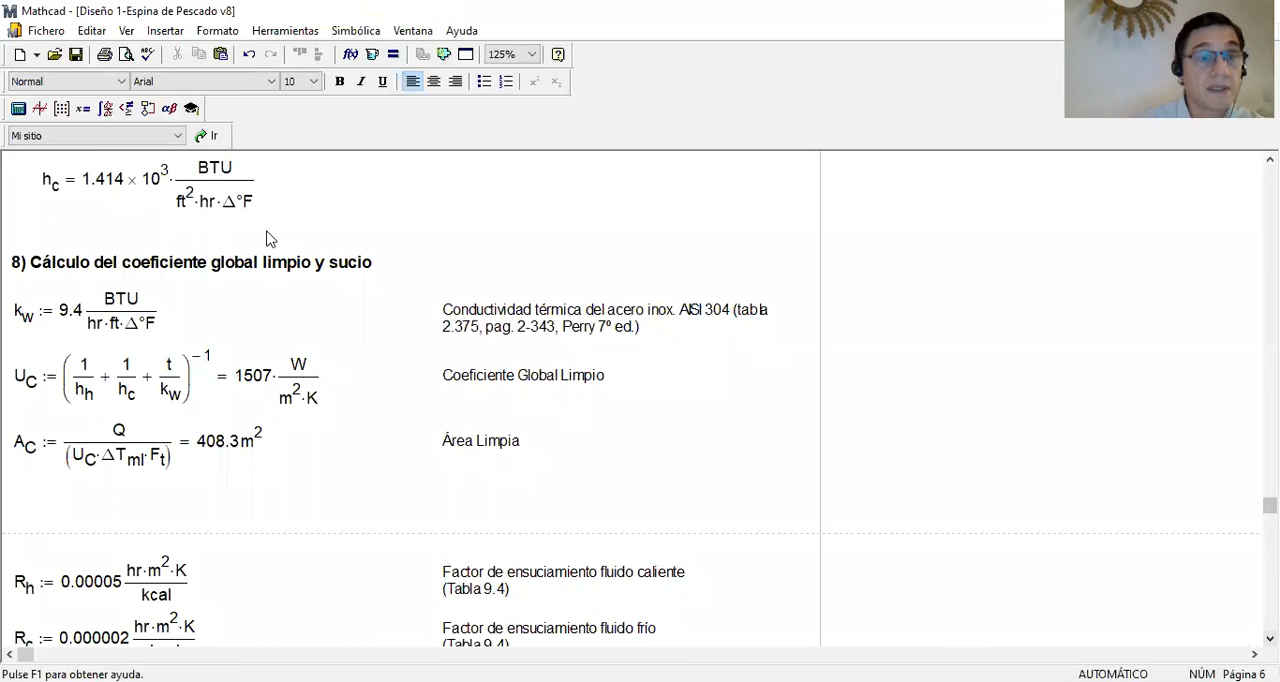 Mathcad - [Diseño 1-Espina de Pescado v8]
Fichero Editar Ver Insertar Formato Herramientas Simbólica Ventana Ayuda
125%
Normal Arial 10 B I U
Mi sitio Ir
h_c = 1.414 × 10^3 · BTU / (ft^2·hr·Δ°F)
8) Cálculo del coeficiente global limpio y sucio
k_w := 9.4 BTU / (hr·ft·Δ°F)
Conductividad térmica del acero inox. AISI 304 (tabla
2.375, pag. 2-343, Perry 7º ed.)
U_C := (1/h_h + 1/h_c + t/k_w)^-1 = 1507· W / (m^2·K)
Coeficiente Global Limpio
A_C := Q / (U_C·ΔT_ml·F_t) = 408.3 m^2
Área Limpia
R_h := 0.00005 hr·m^2·K / kcal
Factor de ensuciamiento fluido caliente
(Tabla 9.4)
R_c := 0.000002 hr·m^2·K
Factor de ensuciamiento fluido frío
(Tabla 9.4)
Pulse F1 para obtener ayuda.
AUTOMÁTICO NÚM Página 6